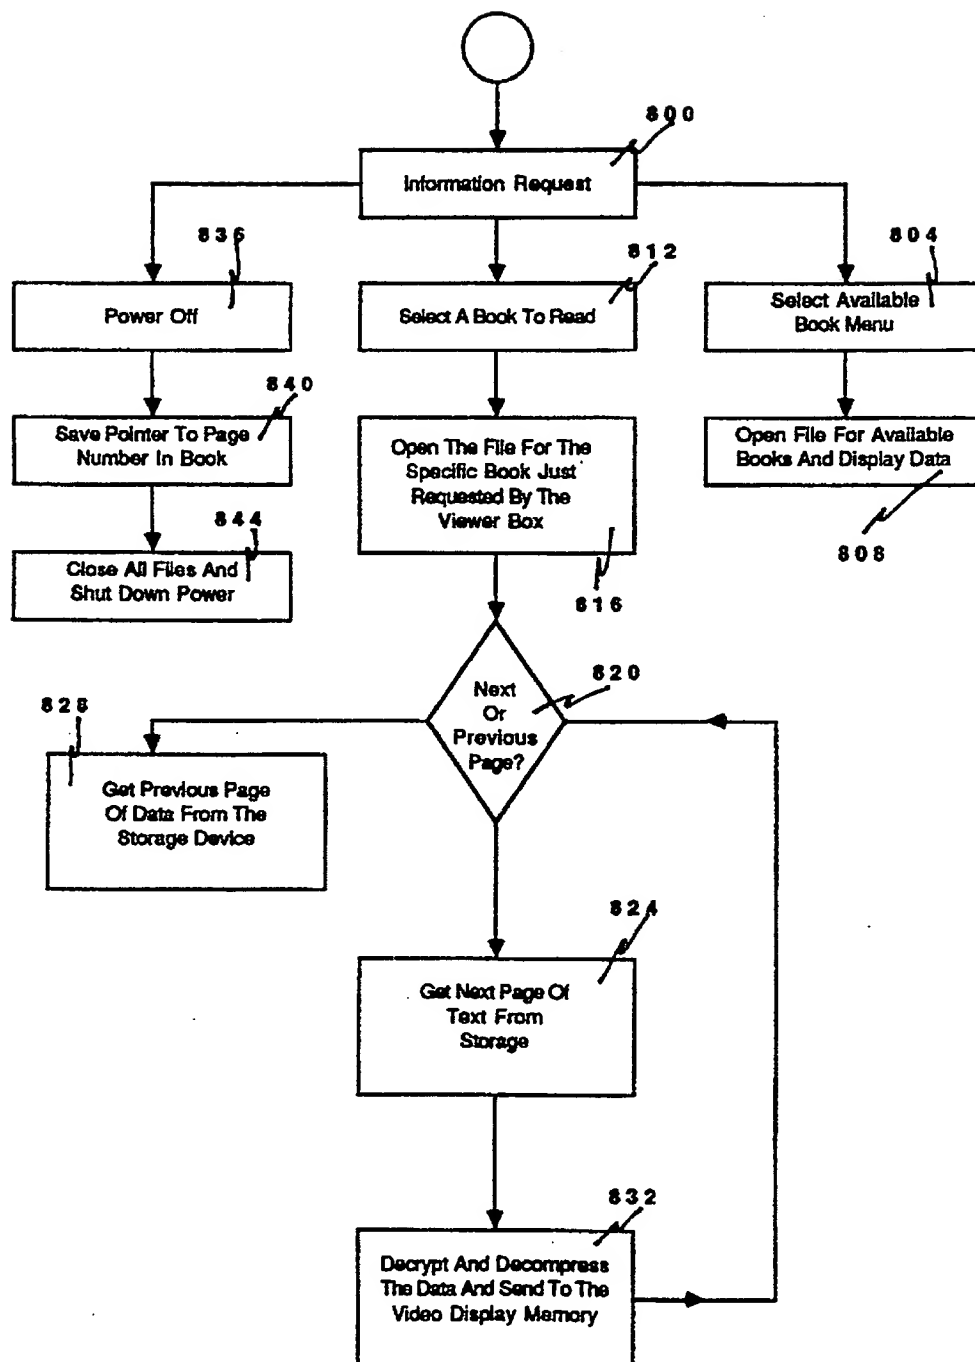 800
Information Request
836
812
804
Power Off
Select A Book To Read
Select Available
Book Menu
840
Save Pointer To Page
Number In Book
Open The File For The
Specific Book Just
Requested By The
Viewer Box
Open File For Available
Books And Display Data
844
808
Close All Files And
Shut Down Power
816
820
Next
Or
Previous
Page?
828
Get Previous Page
Of Data From The
Storage Device
824
Get Next Page Of
Text From
Storage
832
Decrypt And Decompress
The Data And Send To The
Video Display Memory